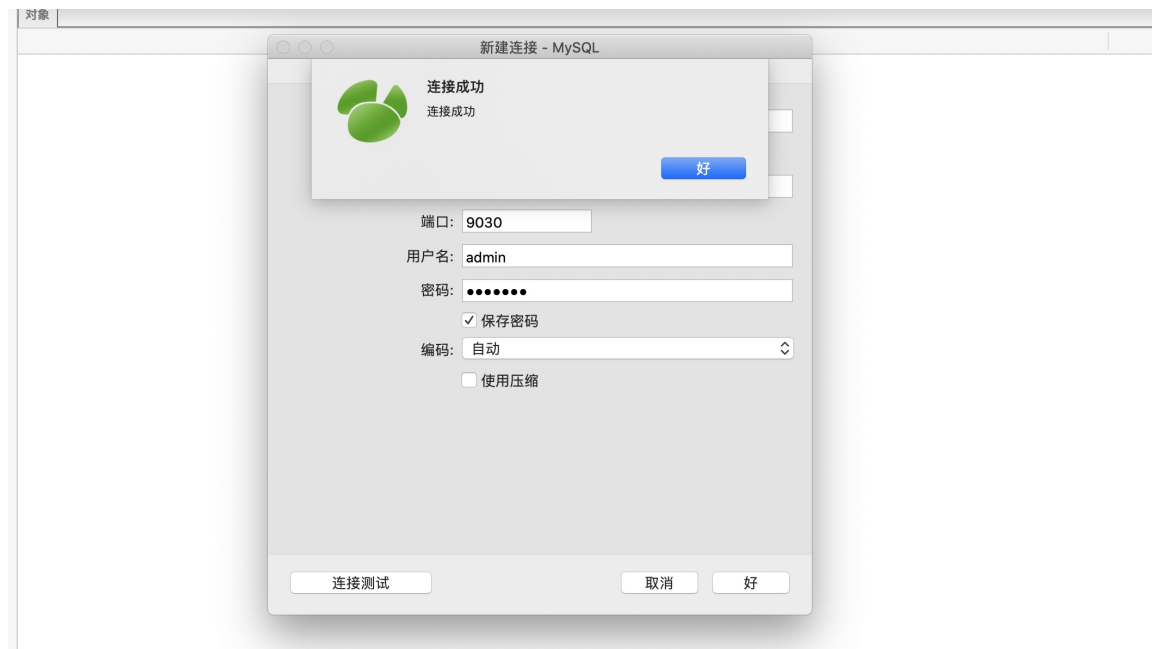 对象
新建连接 - MySQL
连接成功
连接成功
好
端口: 9030
用户名: admin
密码: ●●●●●●●
保存密码
编码: 自动
使用压缩
连接测试 取消 好